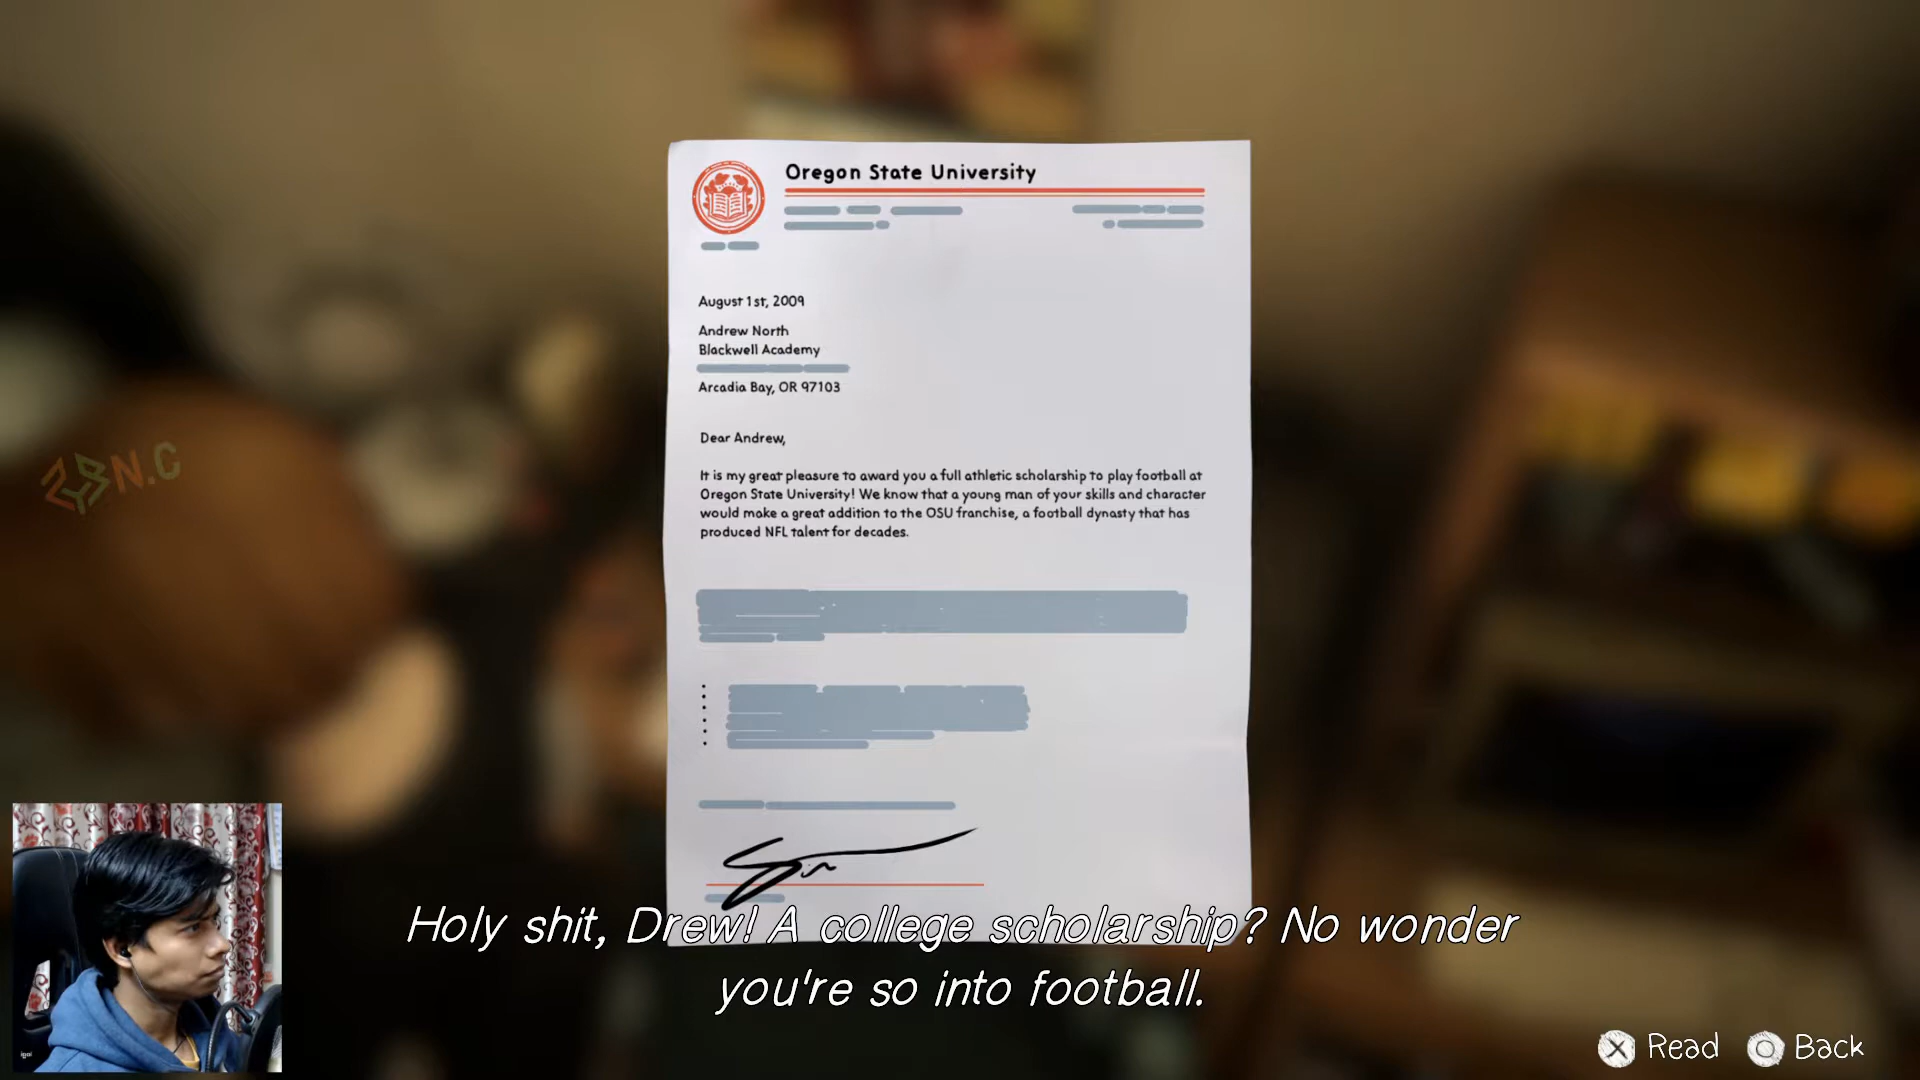 Oregon State University
August 1st, 2009
Andrew North
Blackwell Academy
Arcadia Bay, OR 97103
Dear Andrew,
It is my great pleasure to award you a full athletic scholarship to play football at
Oregon State University! We know that a young man of your skills and character
would make a great addition to the OSU franchise, a football dynasty that has
produced NFL talent for decades.
N.C
Holy shit, Drew! A college scholarship? No wonder
you're so into football.
Read
Back